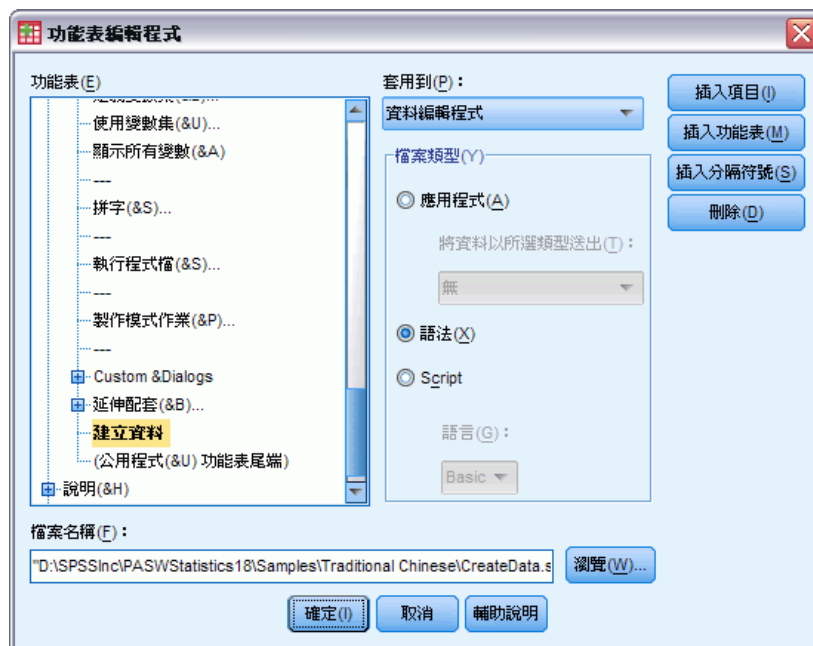 功能表編輯程式
功能表(E)
使用變數集(&U)...
顯示所有變數(&A)
---
拼字(&S)...
---
執行程式檔(&S)...
---
製作模式作業(&P)...
---
Custom &Dialogs
延伸配套(&B)...
建立資料
(公用程式(&U) 功能表尾端)
說明(&H)
套用到(P)：
資料編輯程式
檔案類型(Y)
應用程式(A)
將資料以所選類型送出(T)：
無
語法(X)
Script
語言(G)：
Basic
插入項目(I)
插入功能表(M)
插入分隔符號(S)
刪除(D)
檔案名稱(F)：
"D:\SPSSInc\PASWStatistics18\Samples\Traditional Chinese\CreateData.s
瀏覽(W)...
確定(I)
取消
輔助說明